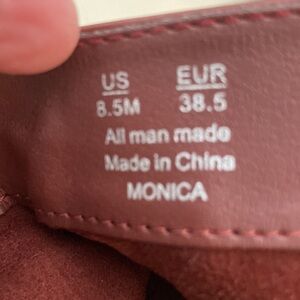 US EUR
8.5M 38.5
All man made
Made in China
MONICA